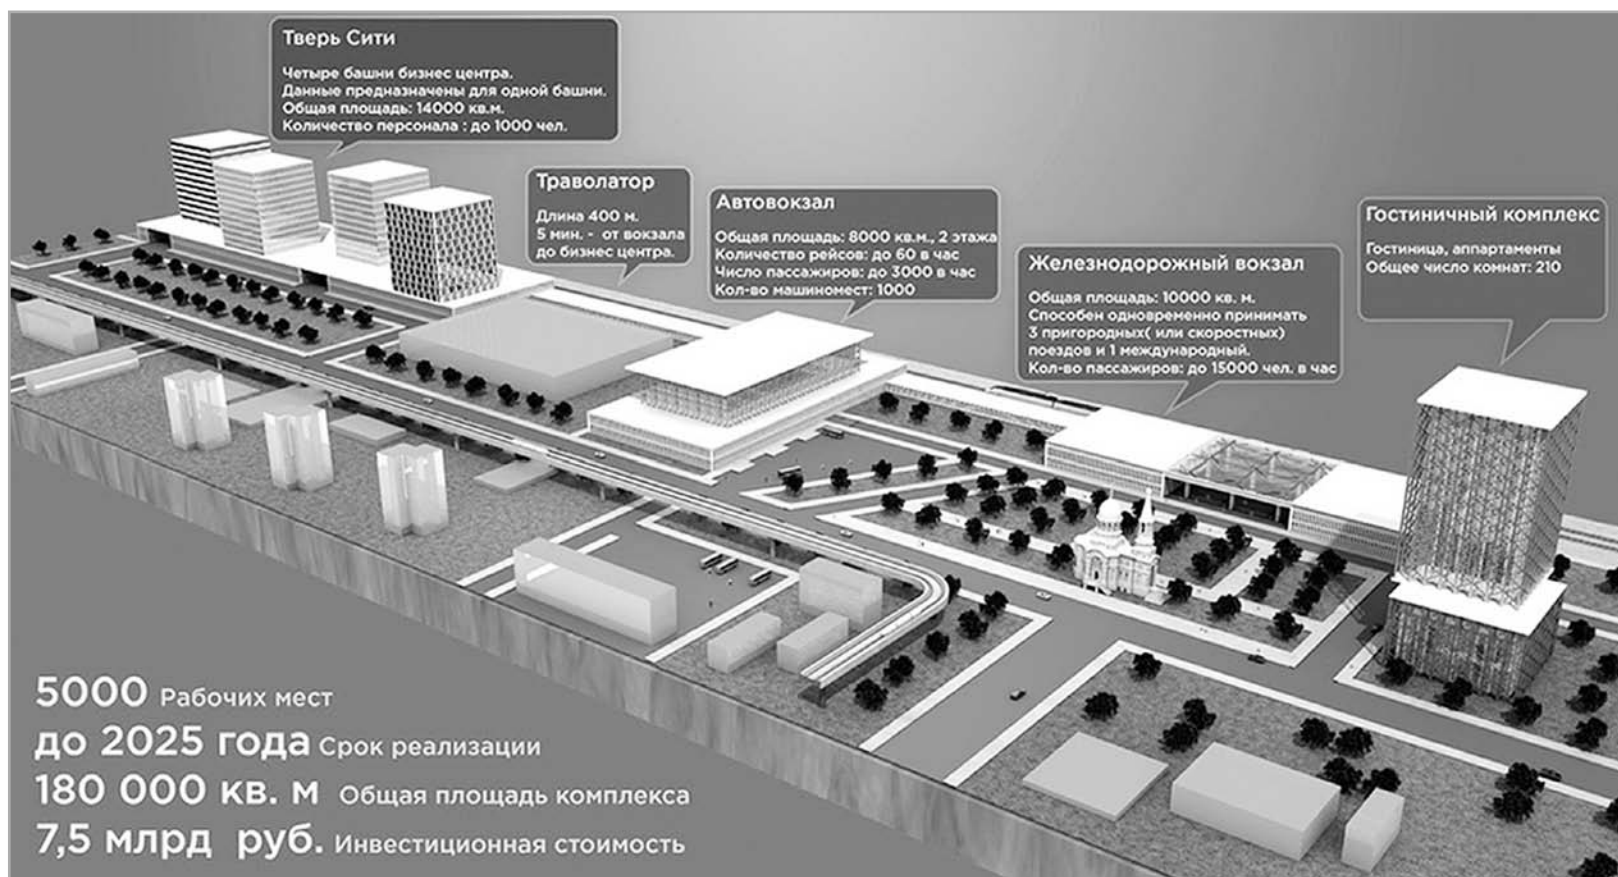 Тверь Сити
Четыре башни бизнес центра.
Данные предназначены для одной башни.
Общая площадь: 14000 кв.м.
Количество персонала : до 1000 чел.
Траволатор
Длина 400 м.
5 мин. - от вокзала
до бизнес центра.
Автовокзал
Общая площадь: 8000 кв.м., 2 этажа
Количество рейсов: до 60 в час
Число пассажиров: до 3000 в час
Кол-во машиномест: 1000
Железнодорожный вокзал
Общая площадь: 10000 кв. м.
Способен одновременно принимать
3 пригородных( или скоростных)
поездов и 1 международный.
Кол-во пассажиров: до 15000 чел. в час
Гостиничный комплекс
Гостиница, аппартаменты
Общее число комнат: 210
5000 Рабочих мест
до 2025 года Срок реализации
180 000 кв. м Общая площадь комплекса
7,5 млрд руб. Инвестиционная стоимость